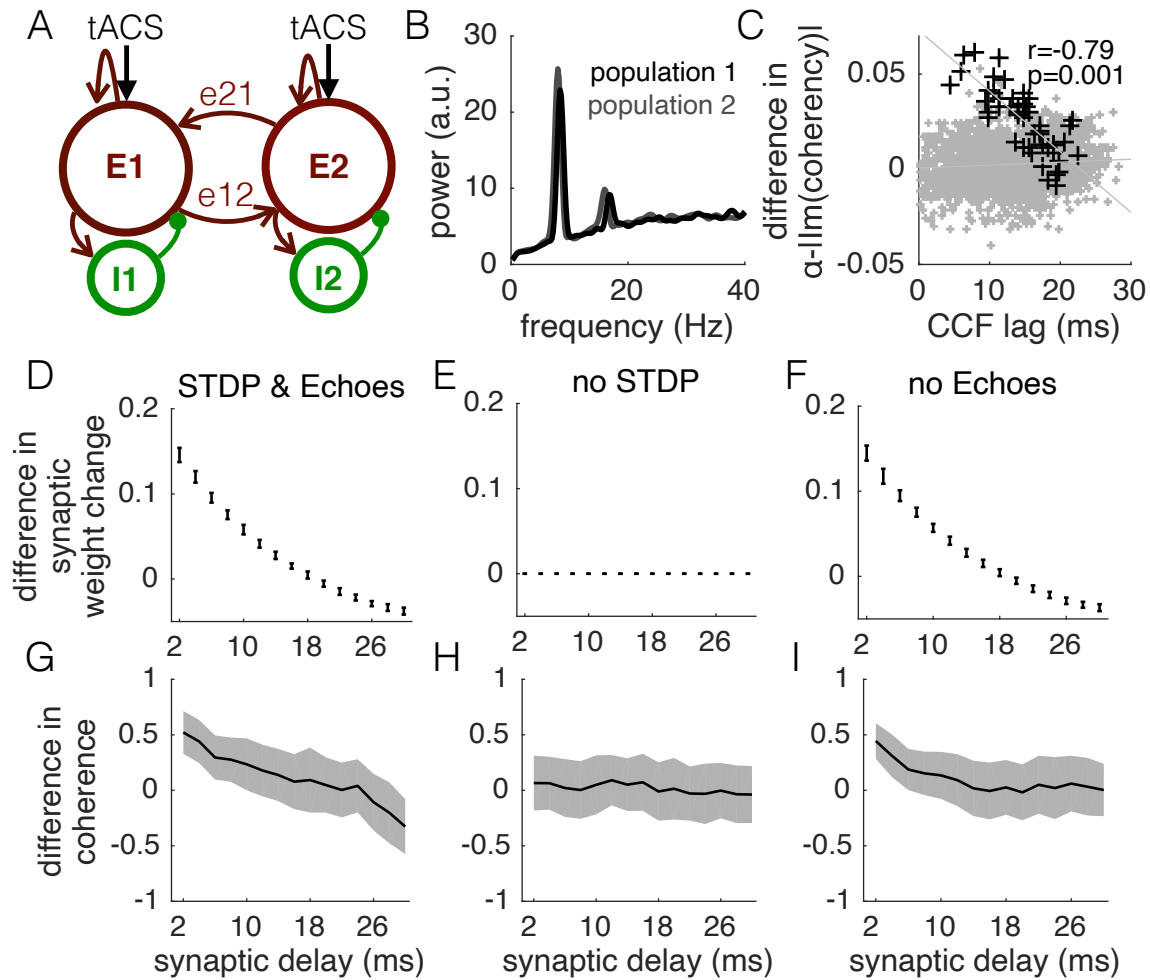 A
tACS
tACS
e21
E1
E2
e12
I1
I2
B
30
20
10
0
power (a.u.)
population 1
population 2
0
20
40
frequency (Hz)
C
difference in
α-IIm(coherency)I
r=-0.79
p=0.001
0.05
0
-0.05
0
10
20
30
CCF lag (ms)
D
STDP & Echoes
difference in
synaptic
weight change
0.2
0.1
0
2
10
18
26
E
no STDP
0.2
0.1
0
2
10
18
26
F
no Echoes
0.2
0.1
0
2
10
18
26
G
difference in
coherence
1
0.5
0
-0.5
-1
2
10
18
26
synaptic delay (ms)
H
1
0.5
0
-0.5
-1
2
10
18
26
synaptic delay (ms)
I
1
0.5
0
-0.5
-1
2
10
18
26
synaptic delay (ms)